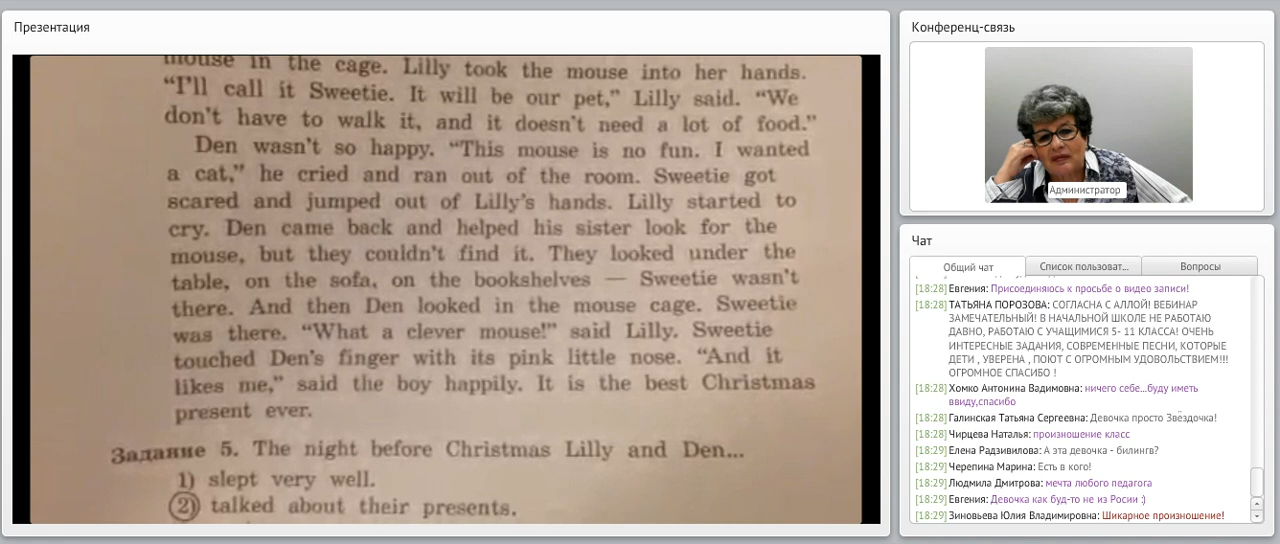 Презентация
mouse in the cage. Lilly took the mouse into her hands.
“I’ll call it Sweetie. It will be our pet,” Lilly said. “We
don’t have to walk it, and it doesn’t need a lot of food.”
Den wasn’t so happy. “This mouse is no fun. I wanted
a cat,” he cried and ran out of the room. Sweetie got
scared and jumped out of Lilly’s hands. Lilly started to
cry. Den came back and helped his sister look for the
mouse, but they couldn’t find it. They looked under the
table, on the sofa, on the bookshelves — Sweetie wasn’t
there. And then Den looked in the mouse cage. Sweetie
was there. “What a clever mouse!” said Lilly. Sweetie
touched Den’s finger with its pink little nose. “And it
likes me,” said the boy happily. It is the best Christmas
present ever.
Задание 5. The night before Christmas Lilly and Den...
1) slept very well.
2) talked about their presents.
Конференц-связь
Администратор
Чат
Общий чат
Список пользоват...
Вопросы
[18:28] Евгения: Присоединяюсь к просьбе о видео записи!
[18:28] ТАТЬЯНА ПОРОЗОВА: СОГЛАСНА С АЛЛОЙ! ВЕБИНАР
ЗАМЕЧАТЕЛЬНЫЙ! В НАЧАЛЬНОЙ ШКОЛЕ НЕ РАБОТАЮ
ДАВНО, РАБОТАЮ С УЧАЩИМИСЯ 5- 11 КЛАССА! ОЧЕНЬ
ИНТЕРЕСНЫЕ ЗАДАНИЯ, СОВРЕМЕННЫЕ ПЕСНИ, КОТОРЫЕ
ДЕТИ , УВЕРЕНА , ПОЮТ С ОГРОМНЫМ УДОВОЛЬСТВИЕМ!!!
ОГРОМНОЕ СПАСИБО !
[18:28] Хомко Антонина Вадимовна: ничего себе...буду иметь
ввиду,спасибо
[18:28] Галинская Татьяна Сергеевна: Девочка просто Звёздочка!
[18:28] Чирцева Наталья: произношение класс
[18:29] Елена Радзивилова: А эта девочка - билингв?
[18:29] Черепина Марина: Есть в кого!
[18:29] Людмила Дмитрова: мечта любого педагога
[18:29] Евгения: Девочка как буд-то не из Росии :)
[18:29] Зиновьева Юлия Владимировна: Шикарное произношение!